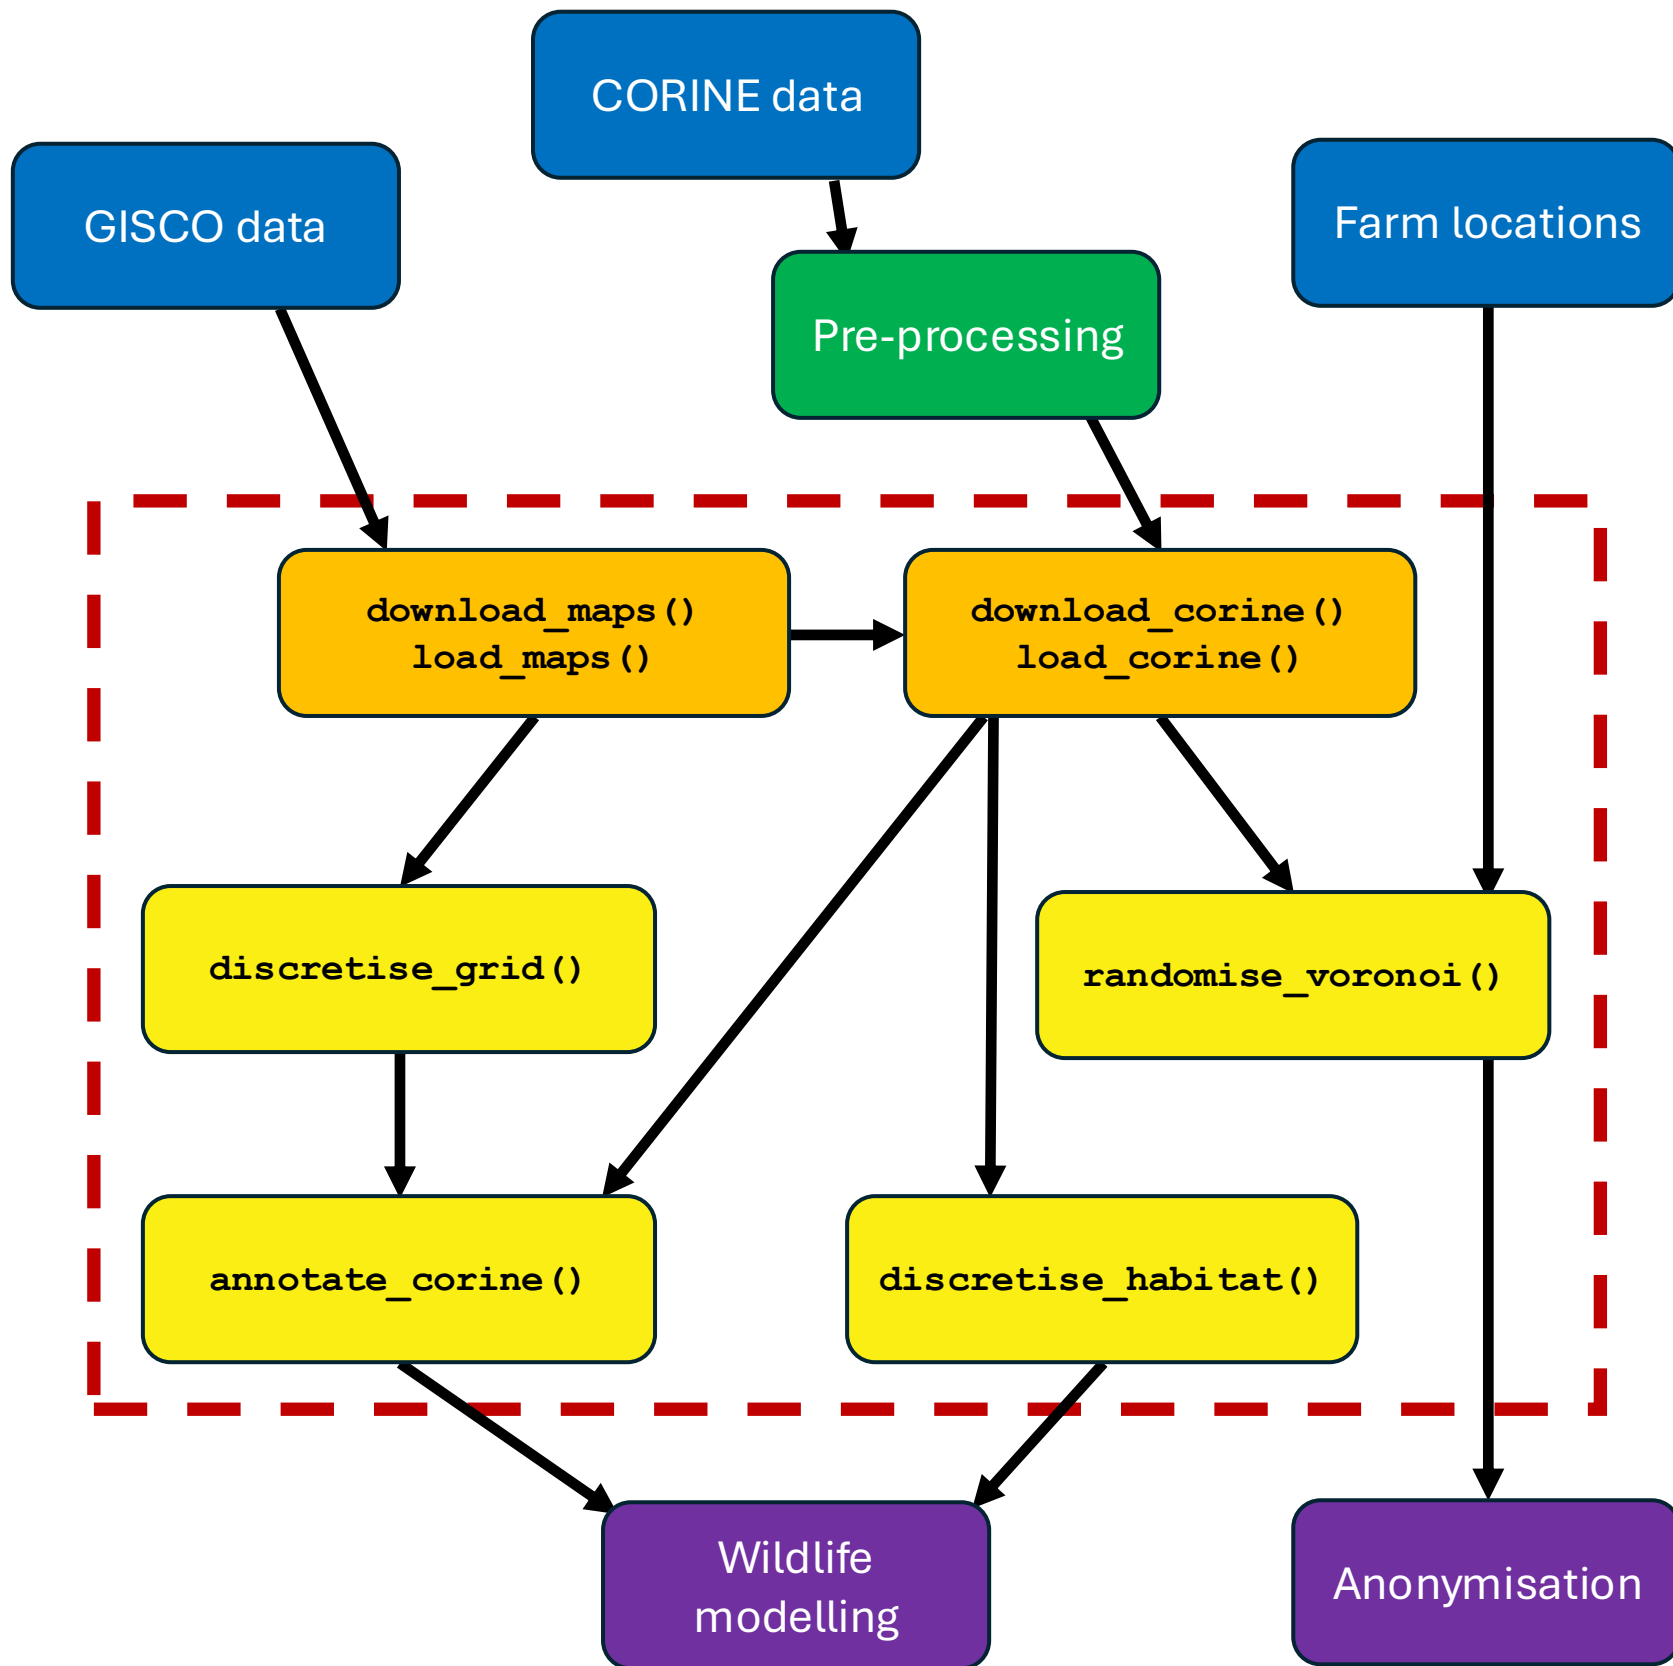 CORINE data
GISCO data
Farm locations
Pre-processing
download_maps()
load_maps()
download_corine()
load_corine()
discretise_grid()
randomise_voronoi()
annotate_corine()
discretise_habitat()
Wildlife
modelling
Anonymisation